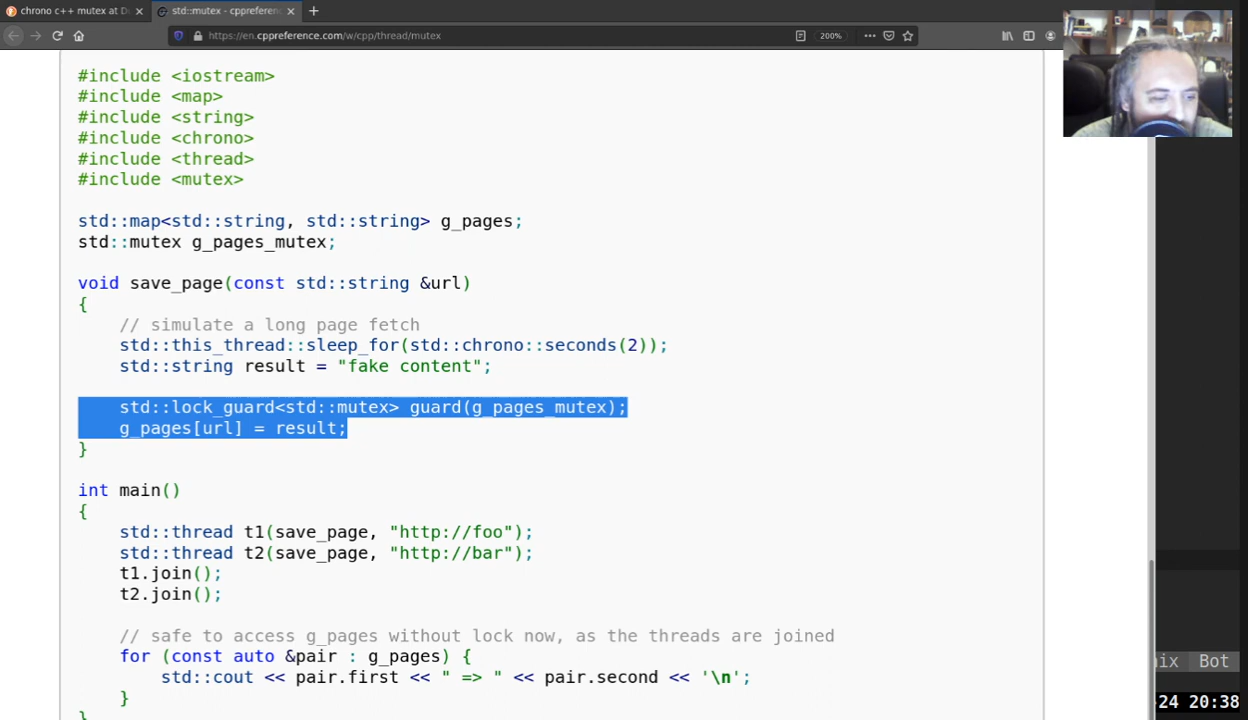 chrono c++ mutex at D
std::mutex - cppreferen
https://en.cppreference.com/w/cpp/thread/mutex
200%
#include <iostream>
#include <map>
#include <string>
#include <chrono>
#include <thread>
#include <mutex>
std::map<std::string, std::string> g_pages;
std::mutex g_pages_mutex;
void save_page(const std::string &url)
{
// simulate a long page fetch
std::this_thread::sleep_for(std::chrono::seconds(2));
std::string result = "fake content";
std::lock_guard<std::mutex> guard(g_pages_mutex);
g_pages[url] = result;
}
int main()
{
std::thread t1(save_page, "http://foo");
std::thread t2(save_page, "http://bar");
t1.join();
t2.join();
// safe to access g_pages without lock now, as the threads are joined
for (const auto &pair : g_pages) {
std::cout << pair.first << " => " << pair.second << '\n';
}
}
ix Bot
24 20:38